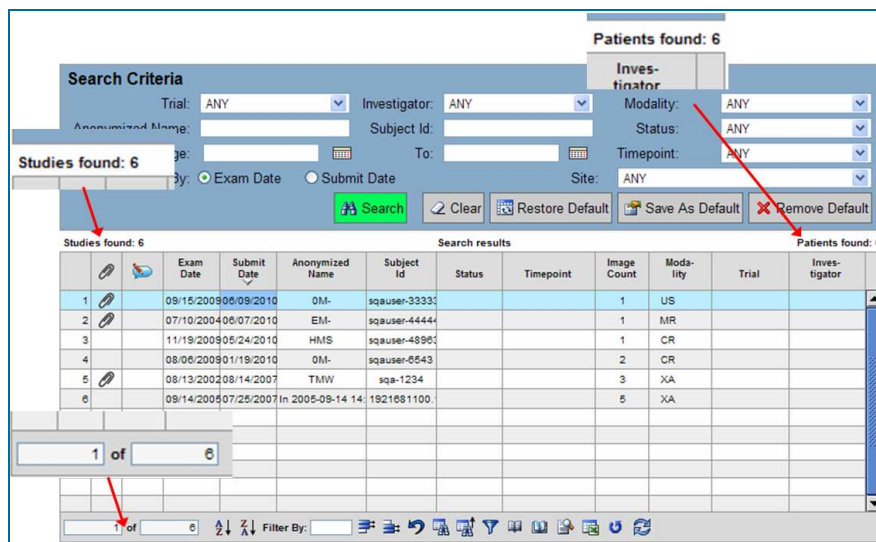 Patients found: 6
Inves-
tigator
Search Criteria
Trial: ANY Investigator: ANY Modality: ANY
Anonymized Name: Subject Id: Status: ANY
Studies found: 6
To: Timepoint: ANY
By: Exam Date Submit Date Site: ANY
Search Clear Restore Default Save As Default Remove Default
Studies found: 6 Search results Patients found:
Exam Date Submit Date Anonymized Name Subject Id Status Timepoint Image Count Moda-lity Trial Inves-tigator
1 09/15/2009 06/09/2010 0M- sqauser-33333 1 US
2 07/10/2004 06/07/2010 EM- sqauser-44444 1 MR
3 11/19/2009 05/24/2010 HMS sqauser-48963 1 CR
4 08/06/2009 01/19/2010 0M- sqauser-6543 2 CR
5 08/13/2002 08/14/2007 TMW sqa-1234 3 XA
6 09/14/2005 07/25/2007 In 2005-09-14 14: 1921681100. 5 XA
1 of 6
1 of 6 Filter By: